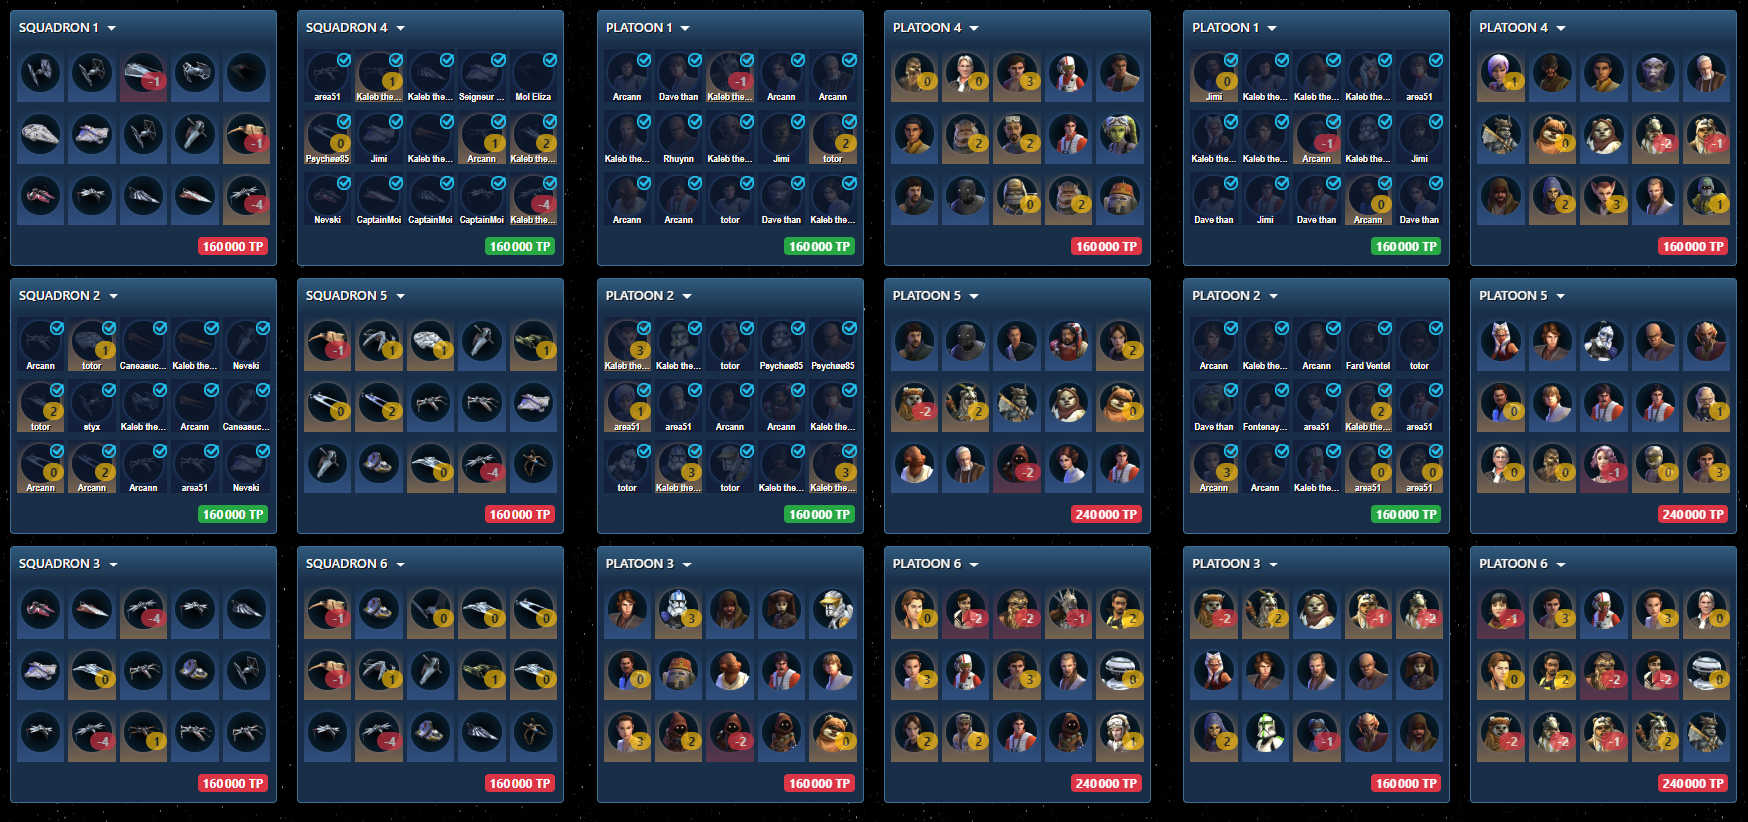 SQUADRON 1
-1
-1
-4
160 000 TP
SQUADRON 4
1
area51 Kaleb the... Kaleb the... Seigneur ... Mol Eliza
0 1 2
Psychøø85 Jimi Kaleb the... Arcann Kaleb the...
-4
Nevski CaptainMoi CaptainMoi CaptainMoi Kaleb the...
160 000 TP
PLATOON 1
-1
Arcann Dave than Kaleb the... Arcann Arcann
2
Kaleb the... Rhuynn Kaleb the... Jimi totor
Arcann Arcann totor Dave than Kaleb the...
160 000 TP
PLATOON 4
0 0 3
2 2
0 2
160 000 TP
PLATOON 1
0
Jimi Kaleb the... Kaleb the... Kaleb the... area51
-1
Kaleb the... Kaleb the... Arcann Kaleb the... Jimi
0
Dave than Jimi Dave than Arcann Dave than
160 000 TP
PLATOON 4
1
0 -2 -1
2 3 1
160 000 TP
SQUADRON 2
1
Arcann totor Caneasuc... Kaleb the... Nevski
2
totor styx Kaleb the... Arcann Caneasuc...
0 2
Arcann Arcann Arcann area51 Nevski
160 000 TP
SQUADRON 5
-1 1 1 1
0 2
0 -4
160 000 TP
PLATOON 2
3
Kaleb the... Kaleb the... totor Psychøø85 Psychøø85
1
area51 area51 Arcann Arcann Kaleb the...
3 3
totor Kaleb the... totor Kaleb the... Kaleb the...
160 000 TP
PLATOON 5
2
-2 2 0
-2
240 000 TP
PLATOON 2
Arcann Kaleb the... Arcann Fard Ventel totor
2
Dave than Fontenay... area51 Kaleb the... area51
3 0 0
Arcann Arcann Kaleb the... area51 area51
160 000 TP
PLATOON 5
0 1
0 0 -1 0 3
240 000 TP
SQUADRON 3
-4
0
-4 1
160 000 TP
SQUADRON 6
-1 0 0 0
-1 1 1 0
-4
160 000 TP
PLATOON 3
3
0
3 2 -2 0
160 000 TP
PLATOON 6
0 -2 -2 -1 2
3 3 0
2 2 1
240 000 TP
PLATOON 3
-2 2 -1 -2
2 -1
160 000 TP
PLATOON 6
-1 3 3 0
0 2 -2 -2 0
-2 -2 -1 2
240 000 TP